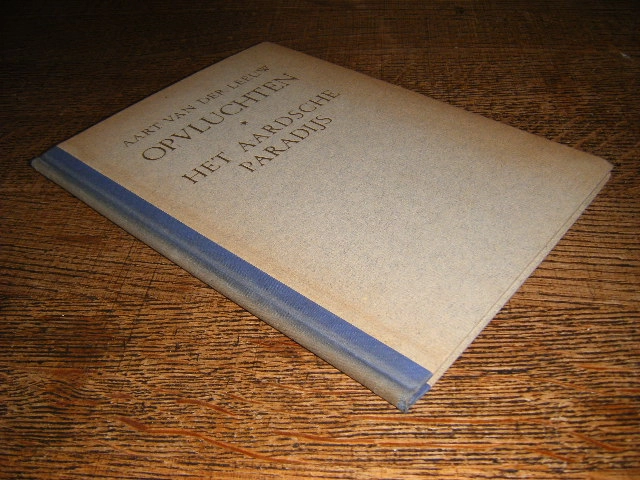 AART VAN DER LEEUW
OPVLUCHTEN
*
HET AARDSCHE
PARADIJS